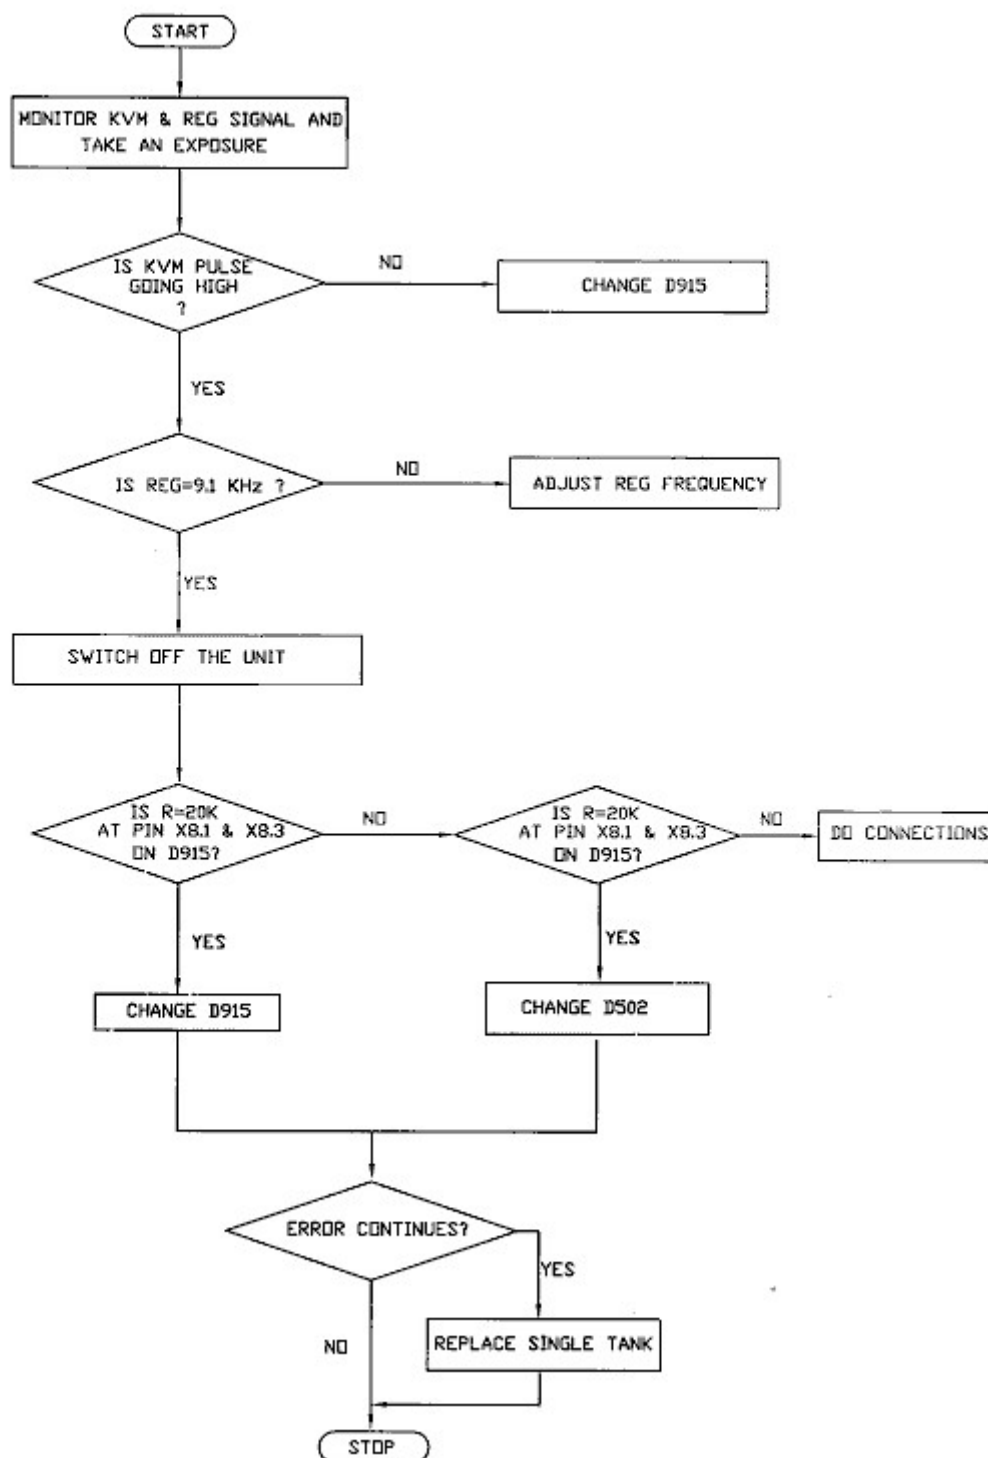 START
MONITOR KVM & REG SIGNAL AND
TAKE AN EXPOSURE
IS KVM PULSE
GOING HIGH
?
NO
CHANGE D915
YES
IS REG=9.1 KHz ?
NO
ADJUST REG FREQUENCY
YES
SWITCH OFF THE UNIT
IS R=20K
AT PIN X8.1 & X8.3
ON D915?
NO
IS R=20K
AT PIN X8.1 & X8.3
ON D915?
NO
DO CONNECTIONS
YES
CHANGE D915
YES
CHANGE D502
ERROR CONTINUES?
YES
REPLACE SINGLE TANK
NO
STOP